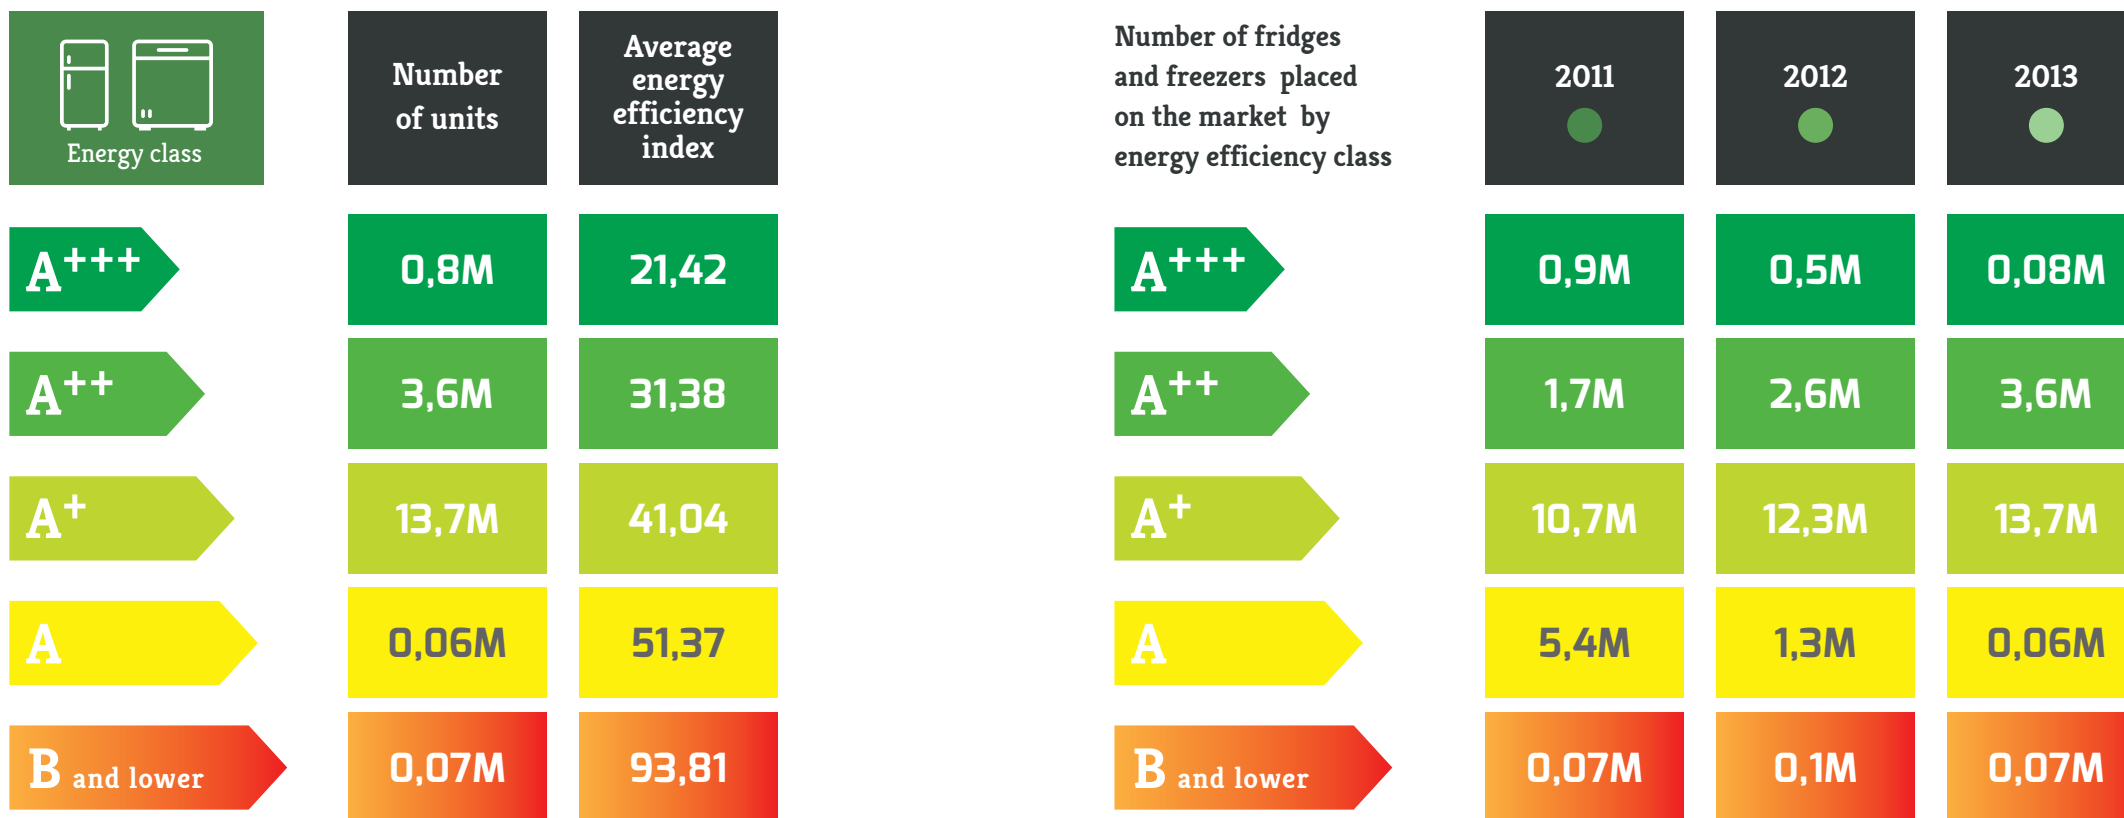 Energy class
Number
of units
Average
energy
efficiency
index
A+++
0,8M
21,42
A++
3,6M
31,38
A+
13,7M
41,04
A
0,06M
51,37
B and lower
0,07M
93,81
Number of fridges
and freezers placed
on the market by
energy efficiency class
2011
2012
2013
A+++
0,9M
0,5M
0,08M
A++
1,7M
2,6M
3,6M
A+
10,7M
12,3M
13,7M
A
5,4M
1,3M
0,06M
B and lower
0,07M
0,1M
0,07M